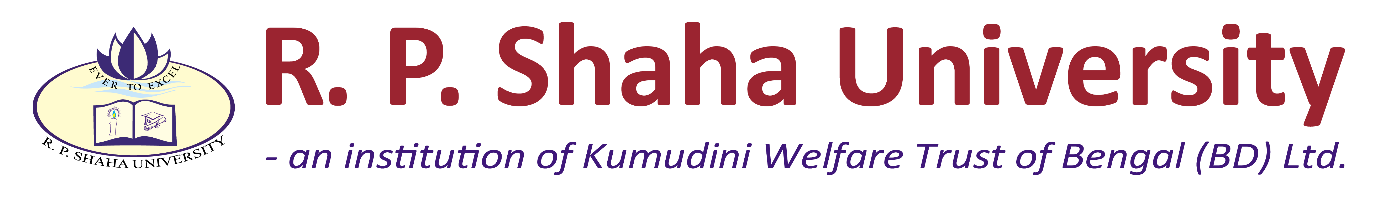 EVER TO EXCEL
R. P. SHAHA UNIVERSITY
R. P. Shaha University
- an institution of Kumudini Welfare Trust of Bengal (BD) Ltd.